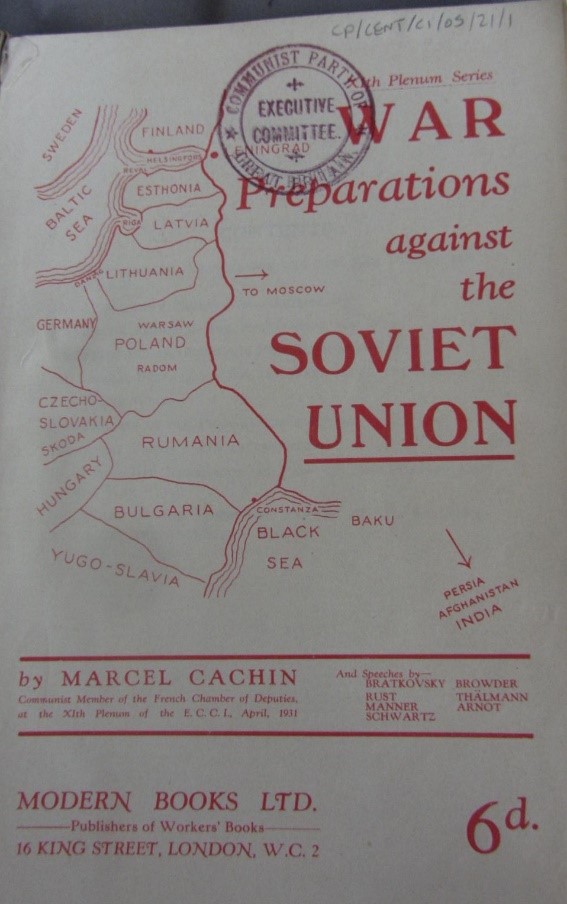 CP/CENT/CI/05/21/1
COMMUNIST PARTY OF
GREAT BRITAIN
EXECUTIVE
COMMITTEE.
XIth Plenum Series
WAR
Preparations
against
the
SOVIET
UNION
SWEDEN
FINLAND
HELSINGFORS
LENINGRAD
REVAL
ESTHONIA
BALTIC
SEA
RIGA
LATVIA
DANZIG
LITHUANIA
TO MOSCOW
GERMANY
WARSAW
POLAND
RADOM
CZECHO-
SLOVAKIA
SKODA
RUMANIA
HUNGARY
BULGARIA
CONSTANZA
BLACK
SEA
BAKU
YUGO-SLAVIA
PERSIA
AFGHANISTAN
INDIA
by MARCEL CACHIN
Communist Member of the French Chamber of Deputies,
at the XIth Plenum of the E.C.C.I., April, 1931
And Speeches by—
BRATKOVSKY BROWDER
RUST THÄLMANN
MANNER ARNOT
SCHWARTZ
MODERN BOOKS LTD.
Publishers of Workers' Books
16 KING STREET, LONDON, W.C. 2
6d.